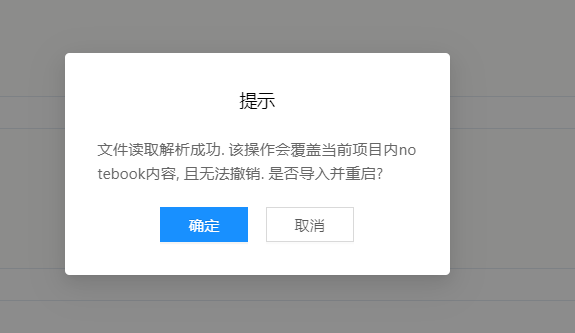 提示
文件读取解析成功. 该操作会覆盖当前项目内no
tebook内容, 且无法撤销. 是否导入并重启?
确定
取消